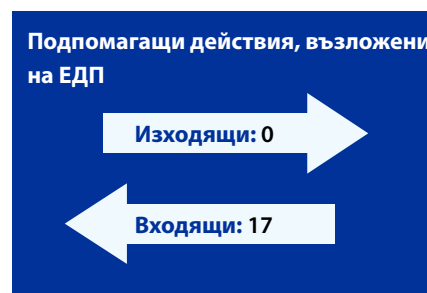 Подпомагащи действия, възложени
на ЕДП
Изходящи: 0
Входящи: 17